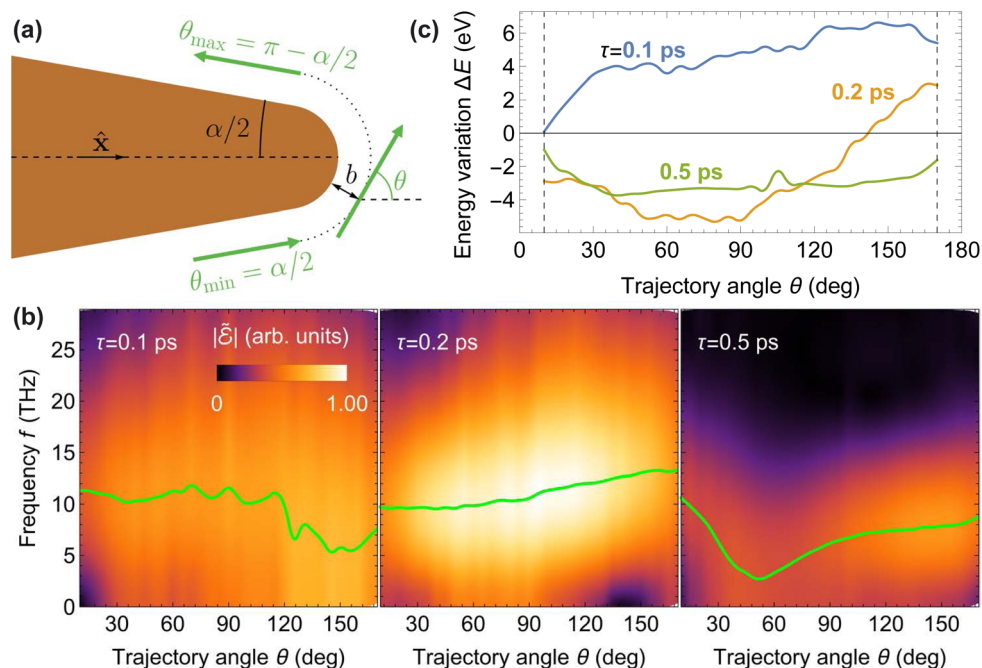 (a)
θmax = π − α/2
α/2
x̂
b
θ
θmin = α/2
(c)
Energy variation ΔE (eV)
6
4
2
0
−2
−4
τ=0.1 ps
0.2 ps
0.5 ps
0 30 60 90 120 150 180
Trajectory angle θ (deg)
(b)
Frequency f (THz)
25
20
15
10
5
0
τ=0.1 ps
|ℰ̃| (arb. units)
0 1.00
τ=0.2 ps
τ=0.5 ps
30 60 90 120 150
30 60 90 120 150
30 60 90 120 150
Trajectory angle θ (deg)
Trajectory angle θ (deg)
Trajectory angle θ (deg)